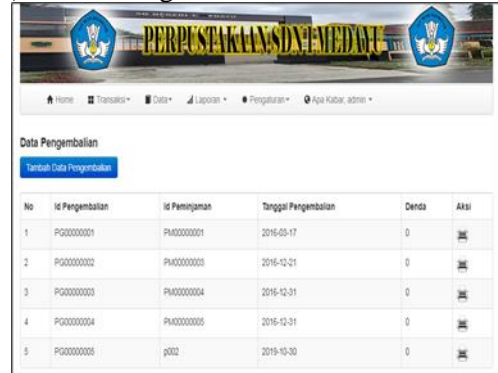 PERPUSTAKAAN SDN 1 MEDAYU
Home Transaksi Data Laporan Pengaturan Apa Kabar, admin
Data Pengembalian
Tambah Data Pengembalian
No Id Pengembalian Id Peminjaman Tanggal Pengembalian Denda Aksi
1 PG00000001 PM00000001 2016-03-17 0
2 PG00000002 PM00000003 2016-12-21 0
3 PG00000003 PM00000004 2016-12-31 0
4 PG00000004 PM00000005 2016-12-31 0
5 PG00000005 p002 2019-10-30 0